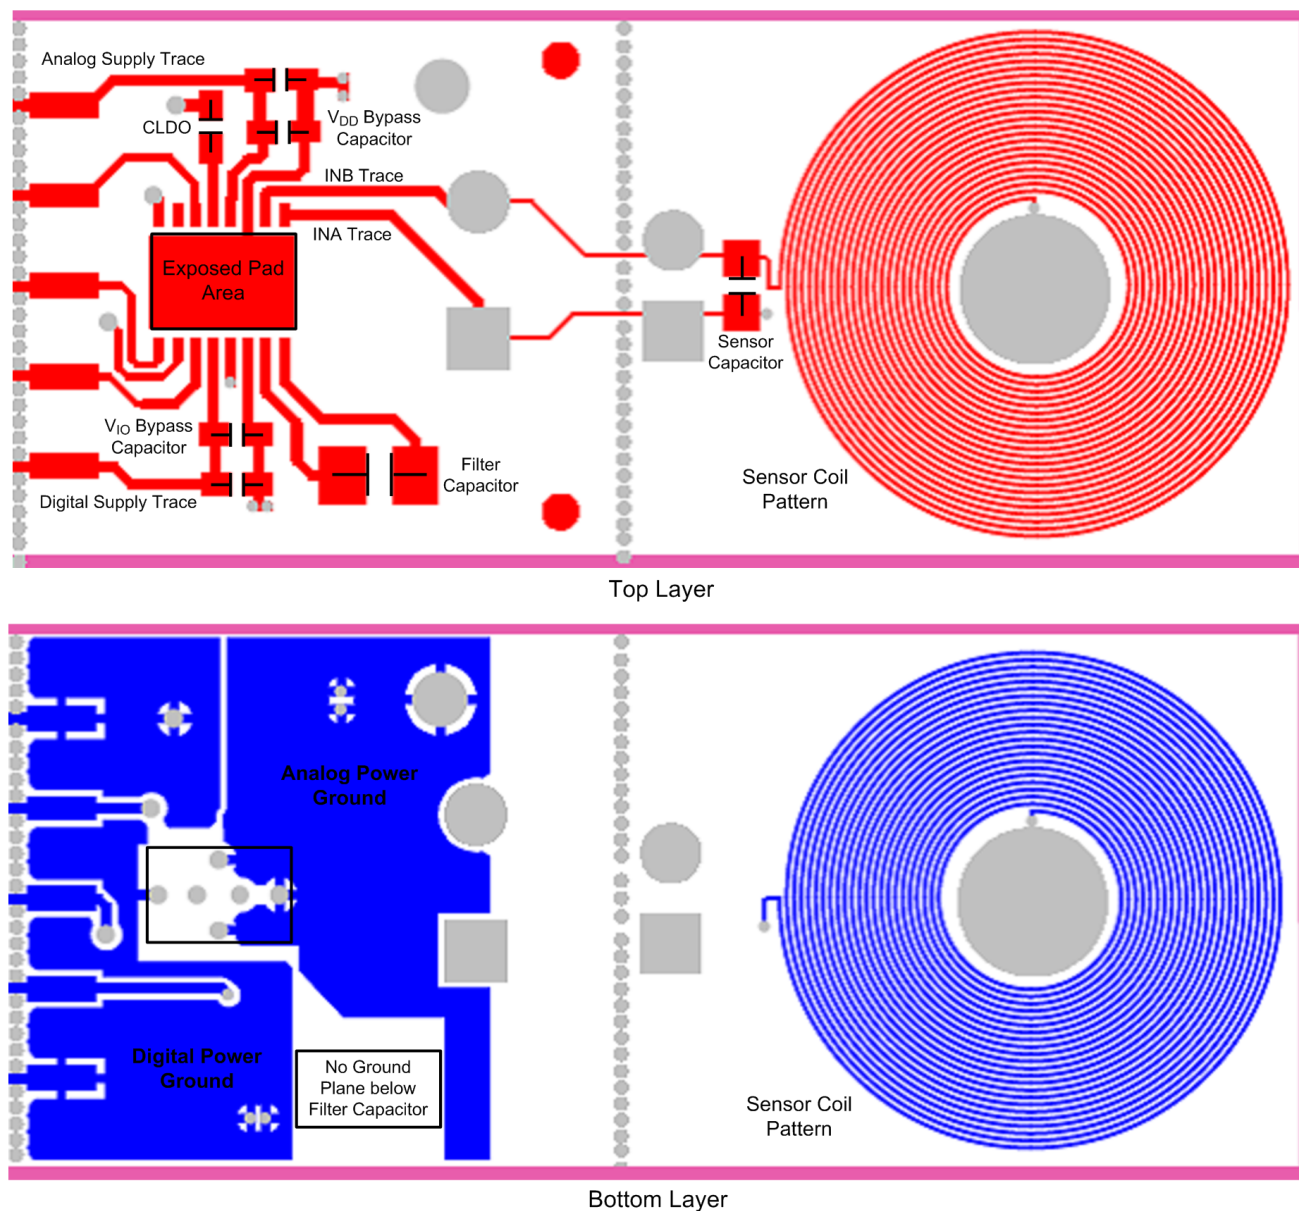 Analog Supply Trace
CLDO
VDD Bypass
Capacitor
INB Trace
INA Trace
Exposed Pad
Area
Sensor
Capacitor
VIO Bypass
Capacitor
Filter
Capacitor
Digital Supply Trace
Sensor Coil
Pattern
Top Layer
Analog Power
Ground
Digital Power
Ground
No Ground
Plane below
Filter Capacitor
Sensor Coil
Pattern
Bottom Layer